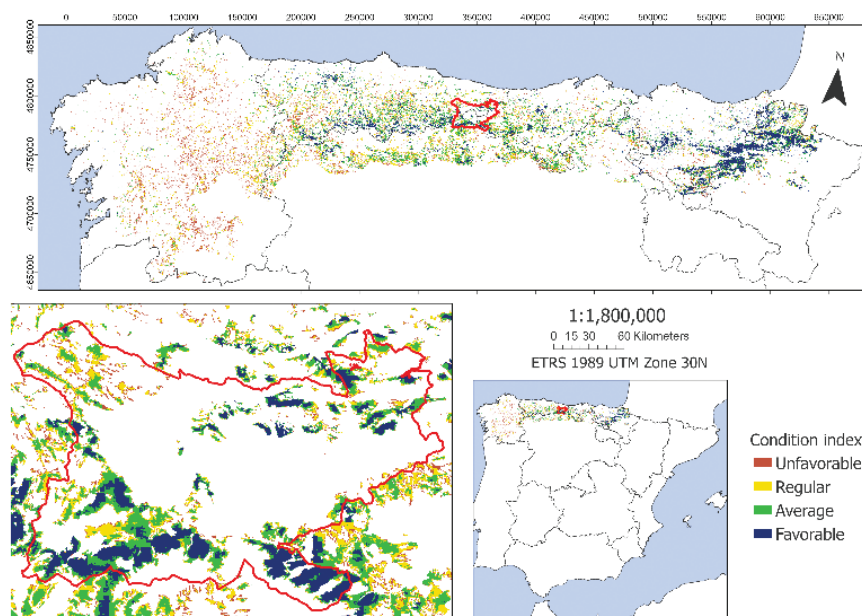 0 50000 100000 150000 200000 250000 300000 350000 400000 450000 500000 550000 600000 650000
4850000
4800000
4750000
4700000
4650000
N
1:1,800,000
0 15 30 60 Kilometers
ETRS 1989 UTM Zone 30N
Condition index
Unfavorable
Regular
Average
Favorable